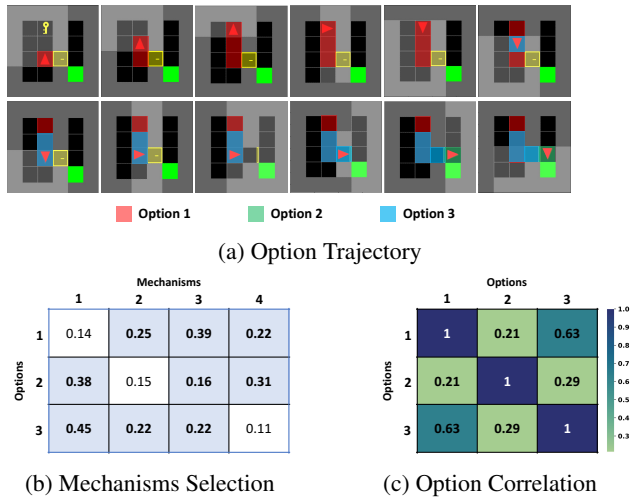 Option 1 Option 2 Option 3
(a) Option Trajectory
Mechanisms
1 2 3 4
Options
1 0.14 0.25 0.39 0.22
2 0.38 0.15 0.16 0.31
3 0.45 0.22 0.22 0.11
(b) Mechanisms Selection
Options
1 2 3
Options
1 1 0.21 0.63
2 0.21 1 0.29
3 0.63 0.29 1
1.0
0.9
0.8
0.7
0.6
0.5
0.4
0.3
(c) Option Correlation